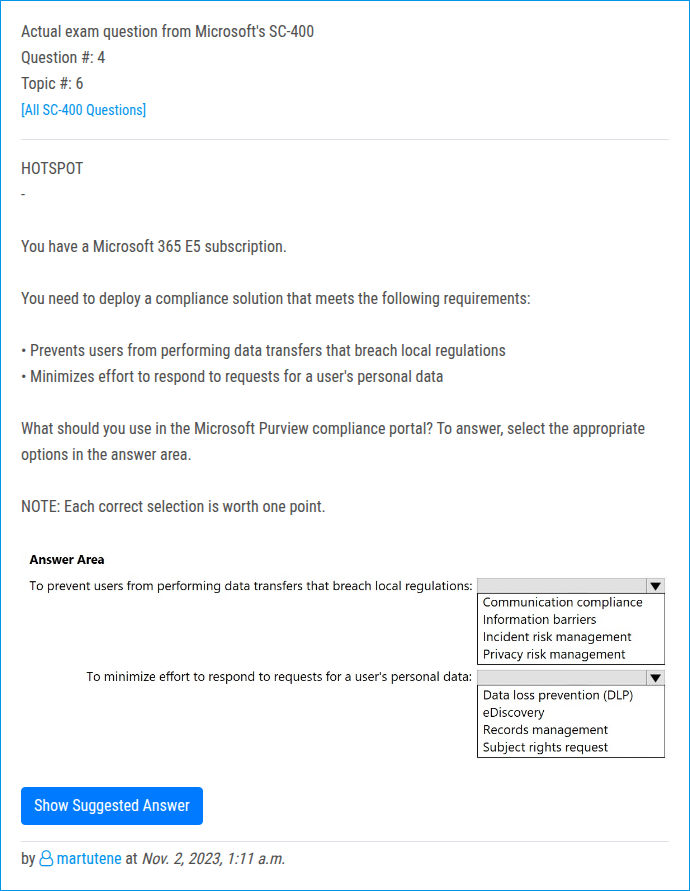 Actual exam question from Microsoft's SC-400
Question #: 4
Topic #: 6
[All SC-400 Questions]
HOTSPOT
-
You have a Microsoft 365 E5 subscription.
You need to deploy a compliance solution that meets the following requirements:
• Prevents users from performing data transfers that breach local regulations
• Minimizes effort to respond to requests for a user's personal data
What should you use in the Microsoft Purview compliance portal? To answer, select the appropriate
options in the answer area.
NOTE: Each correct selection is worth one point.
Answer Area
To prevent users from performing data transfers that breach local regulations:
Communication compliance
Information barriers
Incident risk management
Privacy risk management
To minimize effort to respond to requests for a user's personal data:
Data loss prevention (DLP)
eDiscovery
Records management
Subject rights request
Show Suggested Answer
by martutene at Nov. 2, 2023, 1:11 a.m.